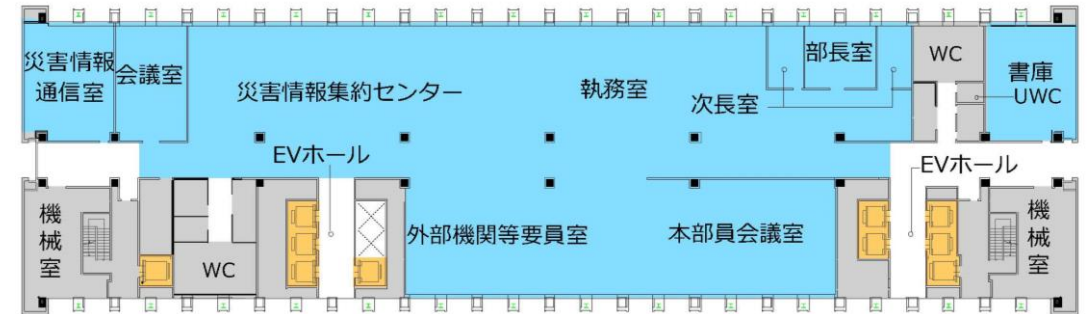 災害情報
通信室
会議室
災害情報集約センター
執務室
部長室
次長室
WC
書庫
UWC
EVホール
EVホール
機械室
WC
外部機関等要員室
本部員会議室
機械室